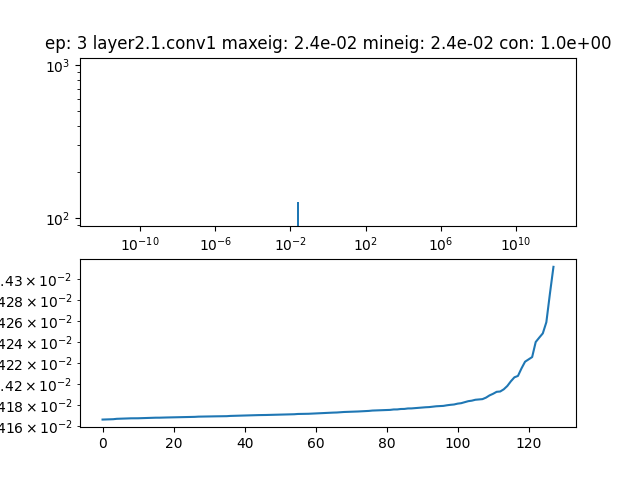 ep: 3 layer2.1.conv1 maxeig: 2.4e-02 mineig: 2.4e-02 con: 1.0e+00
10³
10²
10⁻¹⁰ 10⁻⁶ 10⁻² 10² 10⁶ 10¹⁰
.43 × 10⁻²
428 × 10⁻²
426 × 10⁻²
424 × 10⁻²
422 × 10⁻²
.42 × 10⁻²
418 × 10⁻²
416 × 10⁻²
0 20 40 60 80 100 120